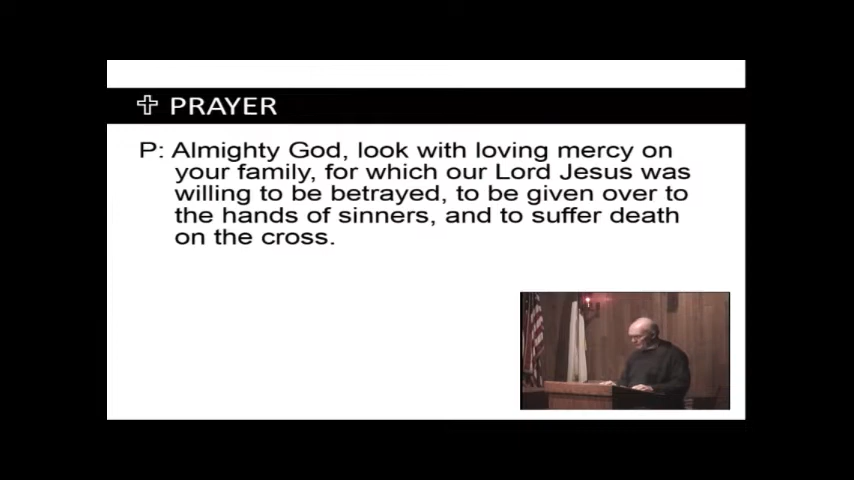 PRAYER
P: Almighty God, look with loving mercy on
your family, for which our Lord Jesus was
willing to be betrayed, to be given over to
the hands of sinners, and to suffer death
on the cross.